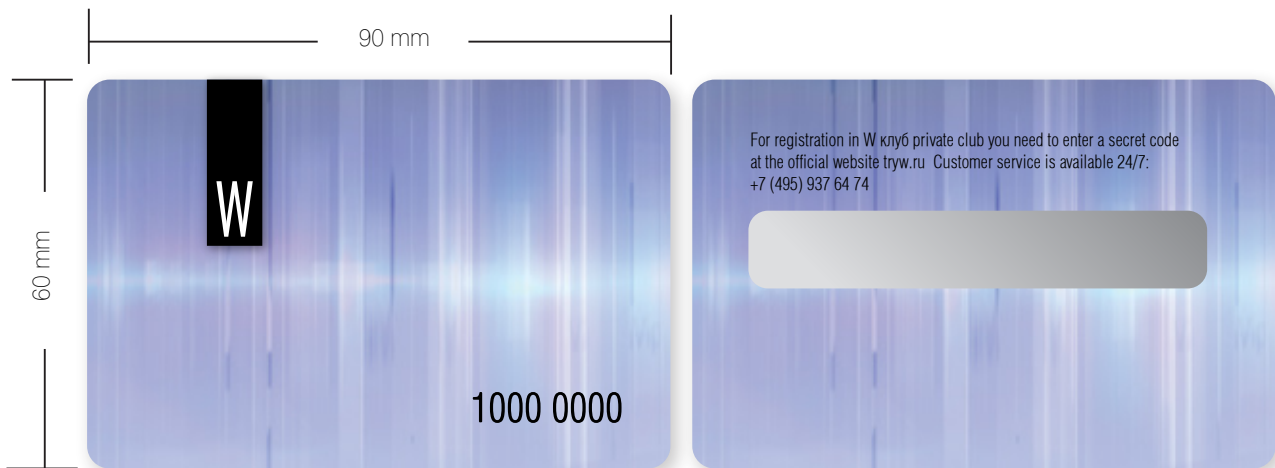 90 mm
60 mm
W
1000 0000
For registration in W клуб private club you need to enter a secret code
at the official website tryw.ru  Customer service is available 24/7:
+7 (495) 937 64 74